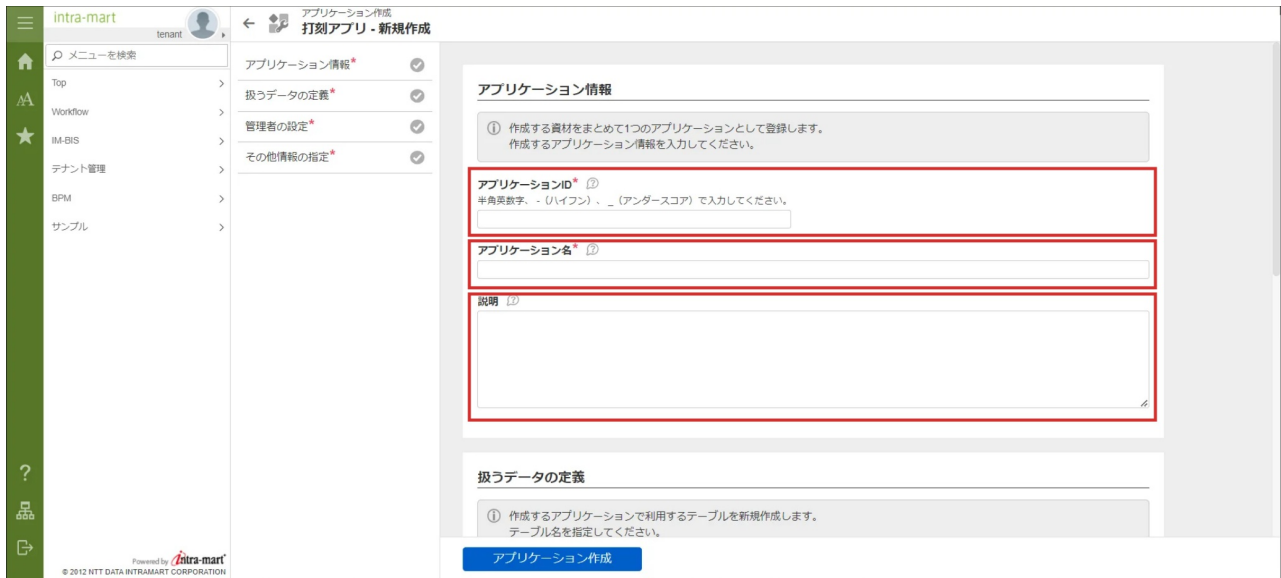 intra-mart
tenant
アプリケーション作成
打刻アプリ - 新規作成
メニューを検索
Top
Workflow
IM-BIS
テナント管理
BPM
サンプル
アプリケーション情報*
扱うデータの定義*
管理者の設定*
その他情報の指定*
アプリケーション情報
作成する資材をまとめて1つのアプリケーションとして登録します。
作成するアプリケーション情報を入力してください。
アプリケーションID*
半角英数字、 - （ハイフン）、 _ （アンダースコア）で入力してください。
アプリケーション名*
説明
扱うデータの定義
作成するアプリケーションで利用するテーブルを新規作成します。
テーブル名を指定してください。
アプリケーション作成
Powered by intra-mart
© 2012 NTT DATA INTRAMART CORPORATION